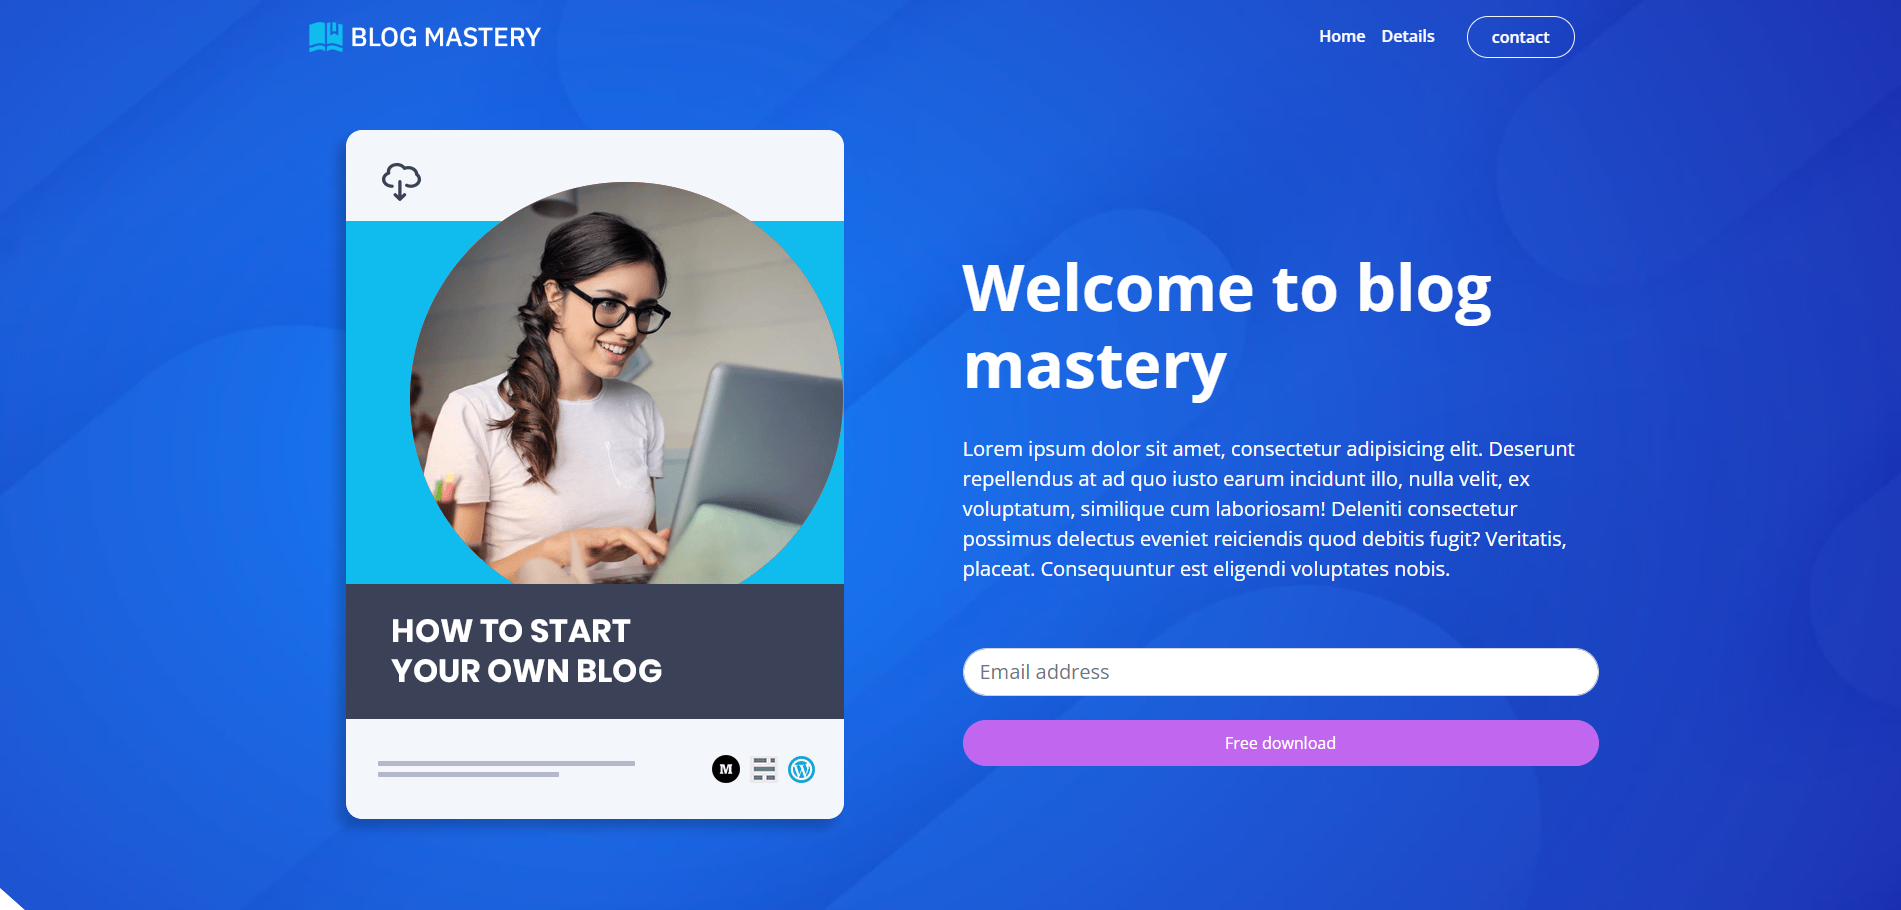 BLOG MASTERY
Home Details contact
Welcome to blog
mastery
Lorem ipsum dolor sit amet, consectetur adipisicing elit. Deserunt
repellendus at ad quo iusto earum incidunt illo, nulla velit, ex
voluptatum, similique cum laboriosam! Deleniti consectetur
possimus delectus eveniet reiciendis quod debitis fugit? Veritatis,
placeat. Consequuntur est eligendi voluptates nobis.
Email address
Free download
HOW TO START
YOUR OWN BLOG
M
W